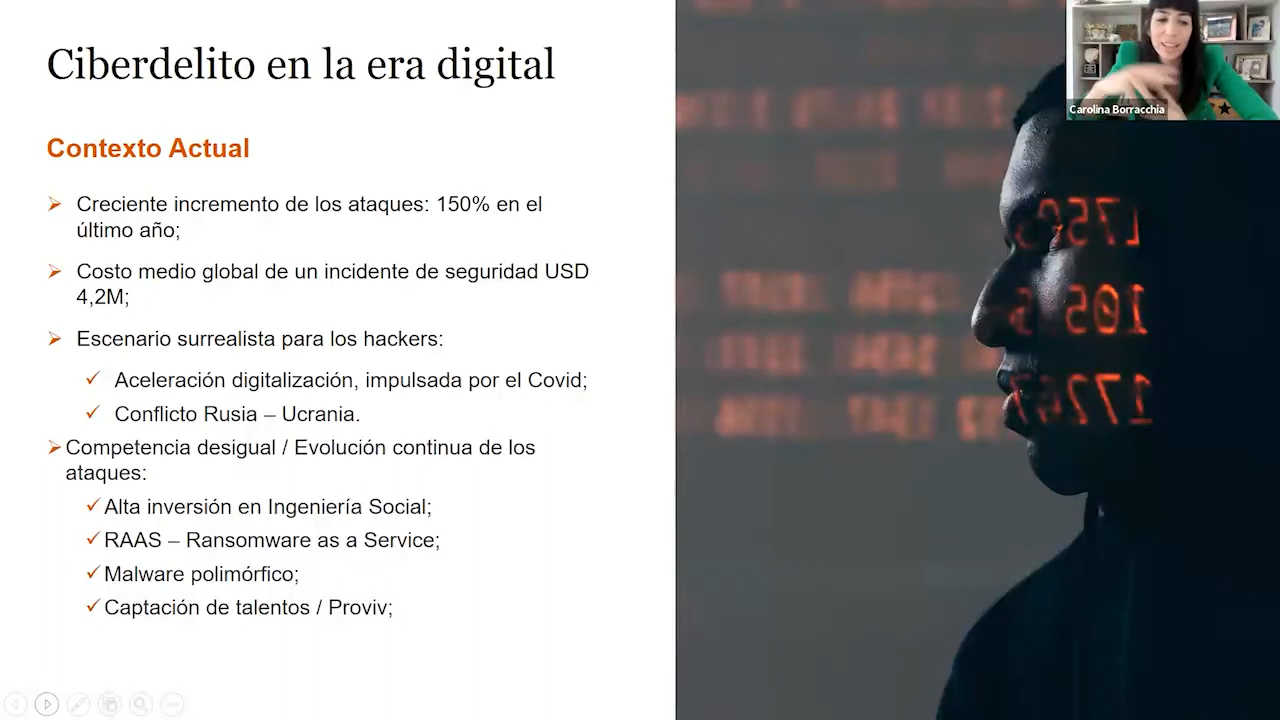 Ciberdelito en la era digital
Contexto Actual
Creciente incremento de los ataques: 150% en el
último año;
Costo medio global de un incidente de seguridad USD
4,2M;
Escenario surrealista para los hackers:
Aceleración digitalización, impulsada por el Covid;
Conflicto Rusia – Ucrania.
Competencia desigual / Evolución continua de los
ataques:
Alta inversión en Ingeniería Social;
RAAS – Ransomware as a Service;
Malware polimórfico;
Captación de talentos / Proviv;
Carolina Borracchia